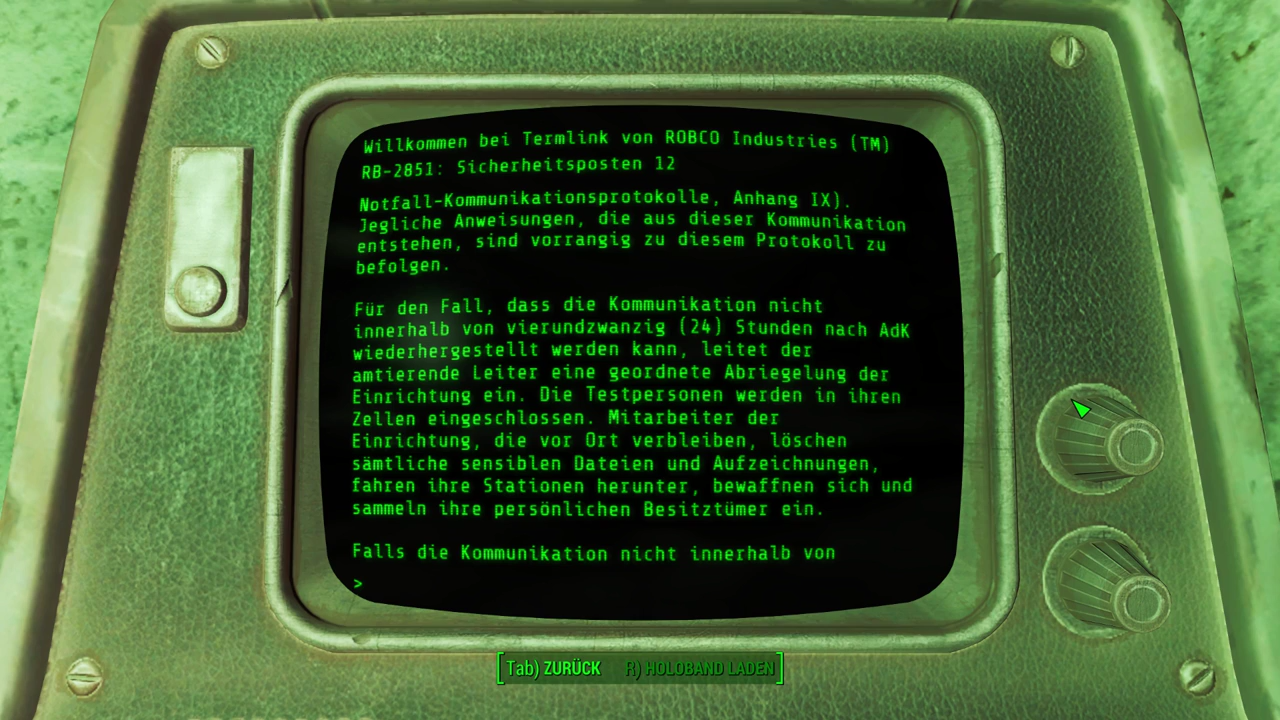 Willkommen bei Termlink von ROBCO Industries (TM)
RB-2851: Sicherheitsposten 12
Notfall-Kommunikationsprotokolle, Anhang IX).
Jegliche Anweisungen, die aus dieser Kommunikation
entstehen, sind vorrangig zu diesem Protokoll zu
befolgen.
Für den Fall, dass die Kommunikation nicht
innerhalb von vierundzwanzig (24) Stunden nach AdK
wiederhergestellt werden kann, leitet der
amtierende Leiter eine geordnete Abriegelung der
Einrichtung ein. Die Testpersonen werden in ihren
Zellen eingeschlossen. Mitarbeiter der
Einrichtung, die vor Ort verbleiben, löschen
sämtliche sensiblen Dateien und Aufzeichnungen,
fahren ihre Stationen herunter, bewaffnen sich und
sammeln ihre persönlichen Besitztümer ein.
Falls die Kommunikation nicht innerhalb von
>
Tab) ZURÜCK R) HOLOBAND LADEN